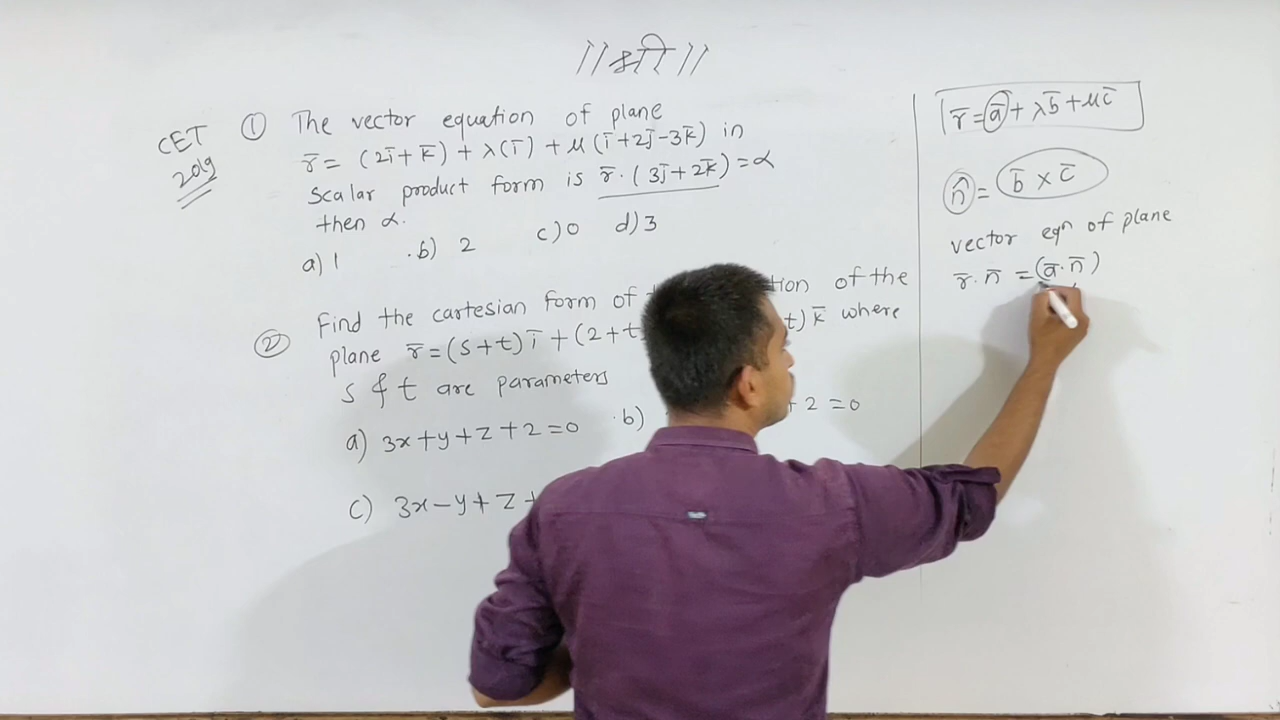 ||श्री||
CET
2019
① The vector equation of plane
r̄ = (2ī+k̄) + λ(ī) + μ(ī+2j̄-3k̄) in
scalar product form is r̄·(3j̄+2k̄)=α
then α.
a) 1 .b) 2 c) 0 d) 3
② Find the cartesian form of tion of the
plane r̄=(s+t)ī+(2+t t)k̄ where
s & t are parameters
a) 3x+y+z+2=0 .b) +2=0
c) 3x-y+z+
r̄=ā+λb̄+μc̄
n̄= b̄ × c̄
vector eqn of plane
r̄·n̄ =(ā·n̄)